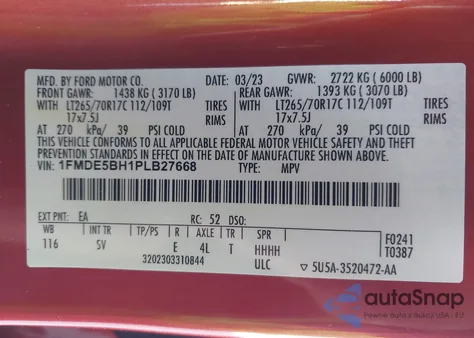 MFD. BY FORD MOTOR CO. DATE: 03/23 GVWR: 2722 KG ( 6000 LB)
FRONT GAWR: 1438 KG ( 3170 LB) REAR GAWR: 1393 KG ( 3070 LB)
WITH LT265/70R17C 112/109T TIRES WITH LT265/70R17C 112/109T TIRES
17x7.5J RIMS 17x7.5J RIMS
AT 270 kPa/ 39 PSI COLD AT 270 kPa/ 39 PSI COLD
THIS VEHICLE CONFORMS TO ALL APPLICABLE FEDERAL MOTOR VEHICLE SAFETY AND THEFT PREVENTION STANDARDS IN EFFECT ON THE DATE OF MANUFACTURE SHOWN ABOVE.
VIN: 1FMDE5BH1PLB27668 TYPE: MPV
EXT PNT: EA RC: 52 DSO: F0241
WB INT TR TP/PS R AXLE TR SPR T0387
116 SV E 4L T HHHH
3202303310844 ULC ▽ 5U5A-3520472-AA
autoSnap
Pewne auto z USA - EU